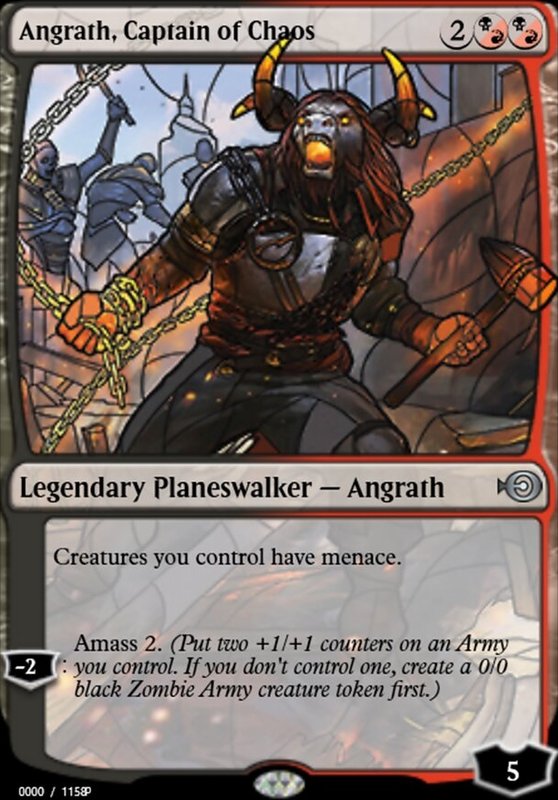 Angrath, Captain of Chaos 2
Legendary Planeswalker — Angrath
Creatures you control have menace.
Amass 2. (Put two +1/+1 counters on an Army
-2 : you control. If you don't control one, create a 0/0
black Zombie Army creature token first.)
5
0000 / 1158P